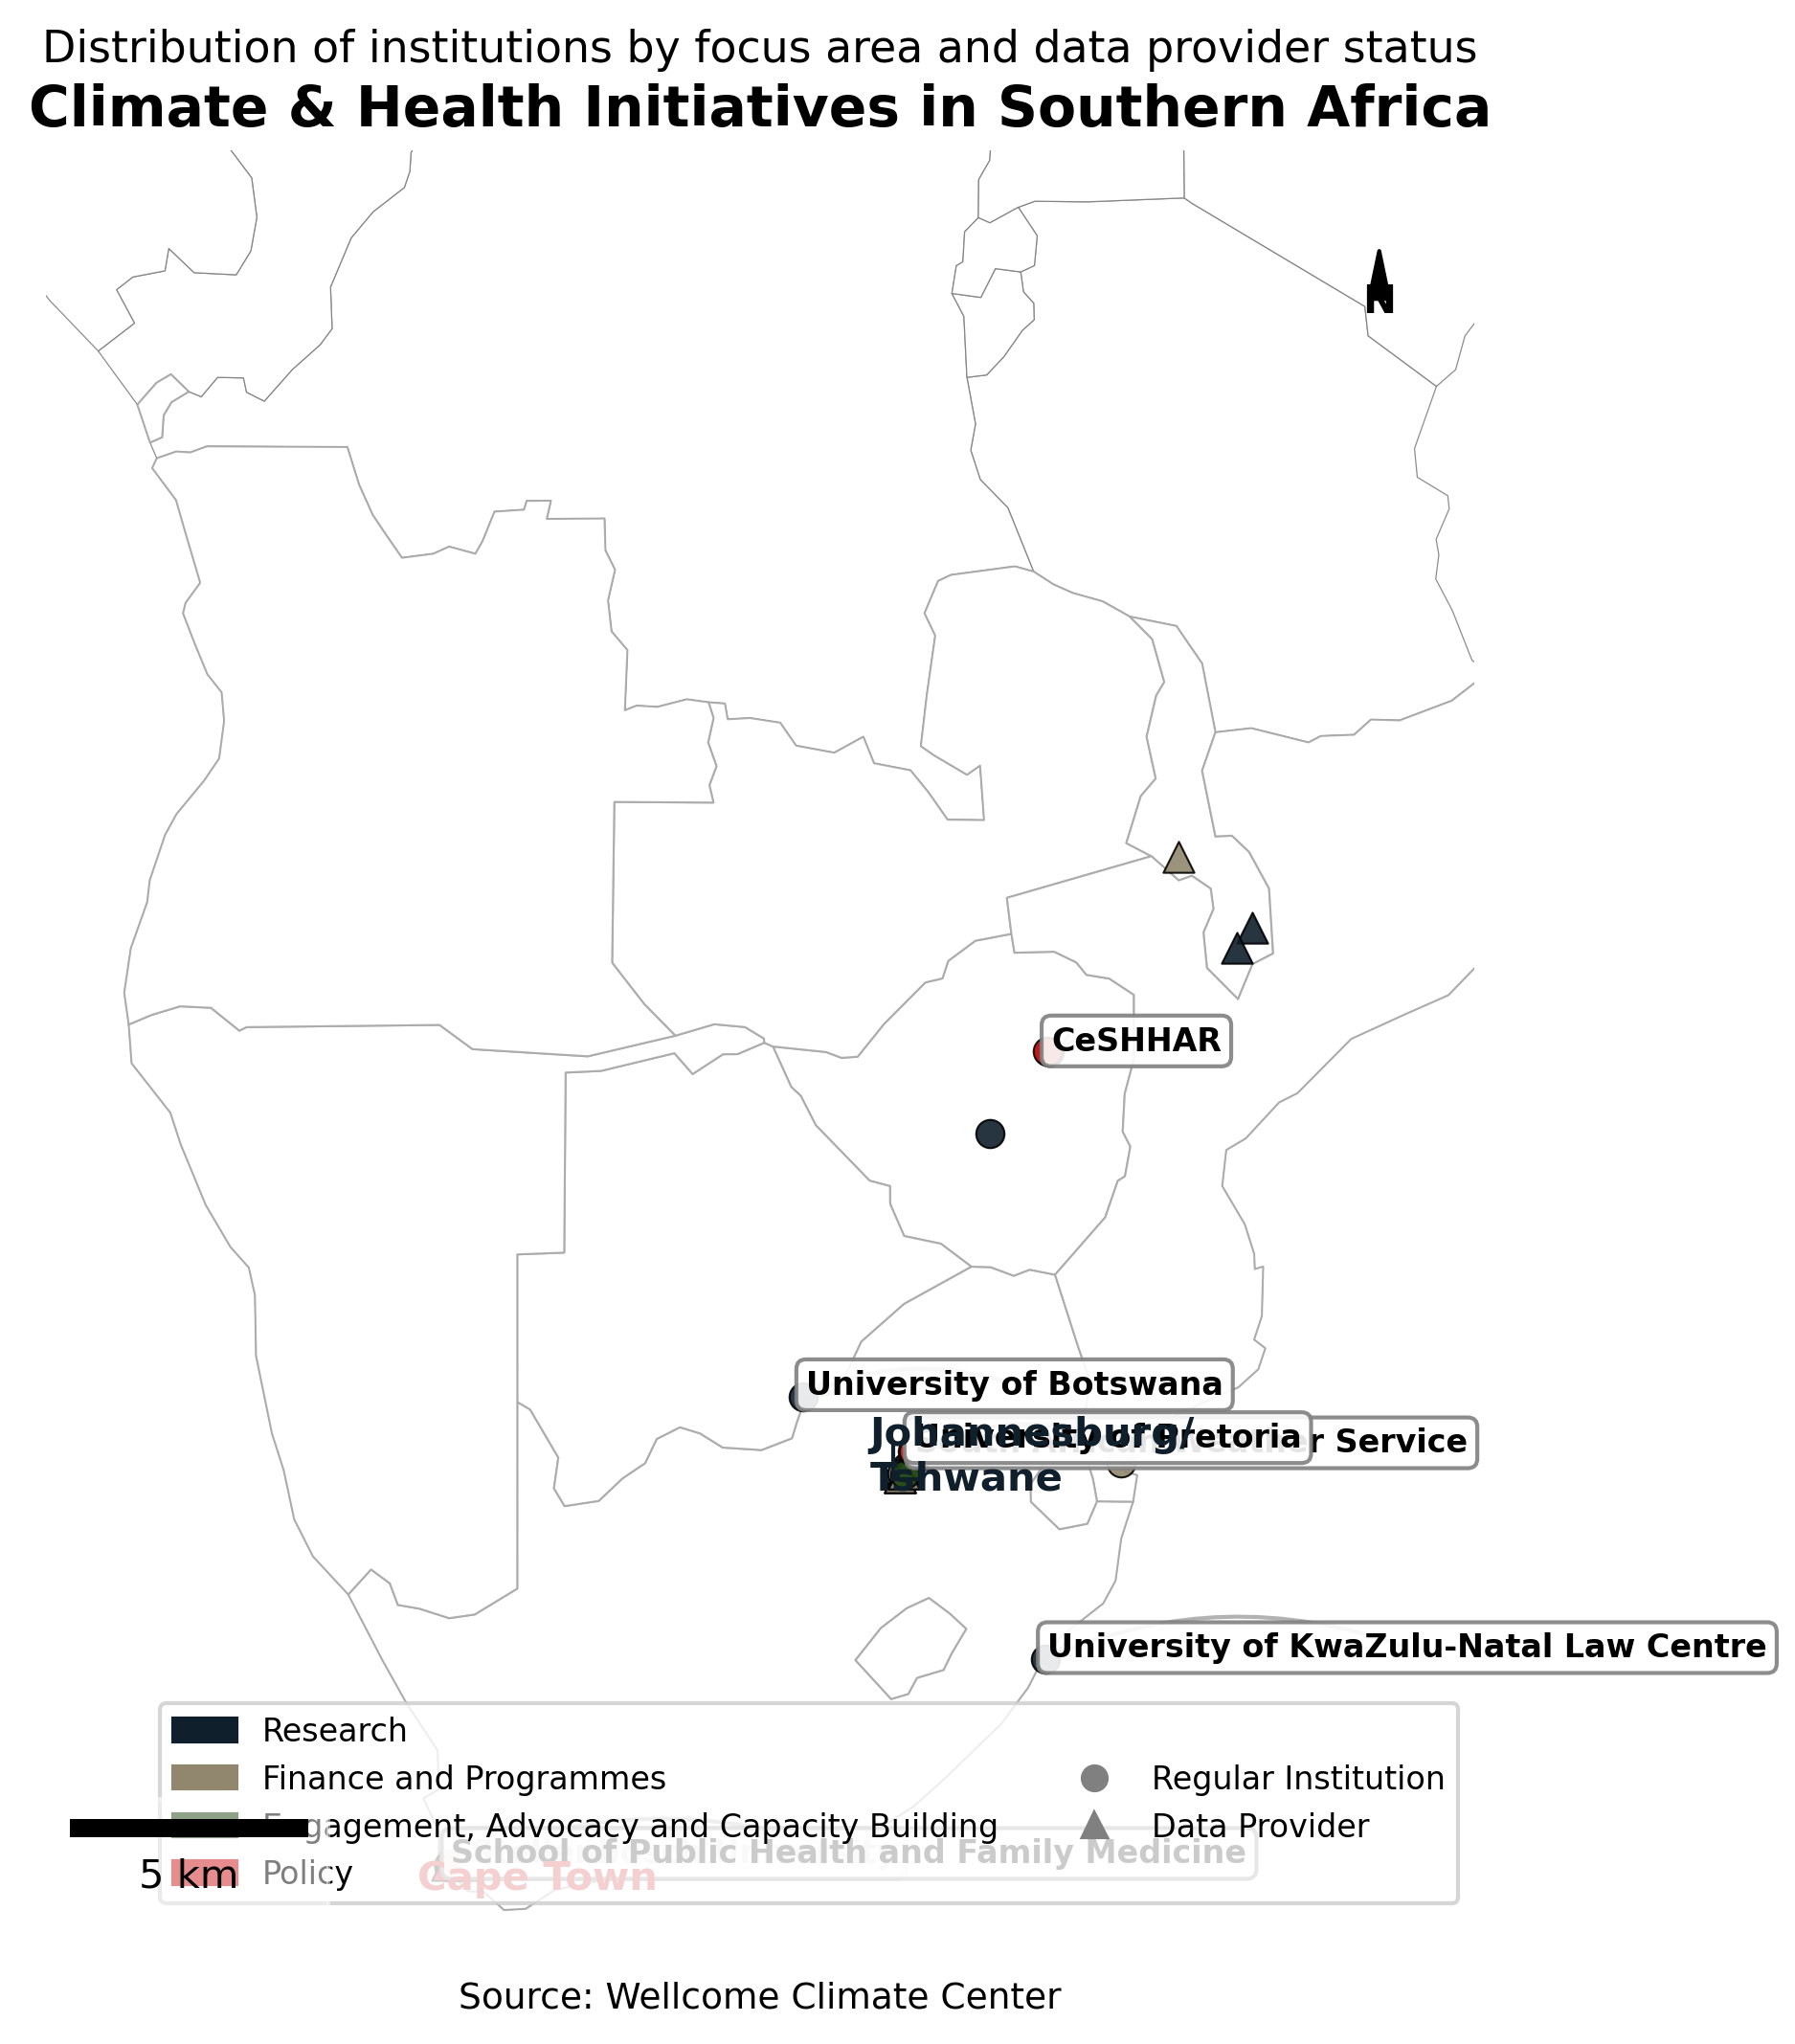 Distribution of institutions by focus area and data provider status
Climate & Health Initiatives in Southern Africa
N
CeSHHAR
University of Botswana
University of Pretoria
r Service
Johannesburg/
Tshwane
University of KwaZulu-Natal Law Centre
Research
Finance and Programmes
Engagement, Advocacy and Capacity Building
Policy
Regular Institution
Data Provider
School of Public Health and Family Medicine
Cape Town
5 km
Source: Wellcome Climate Center